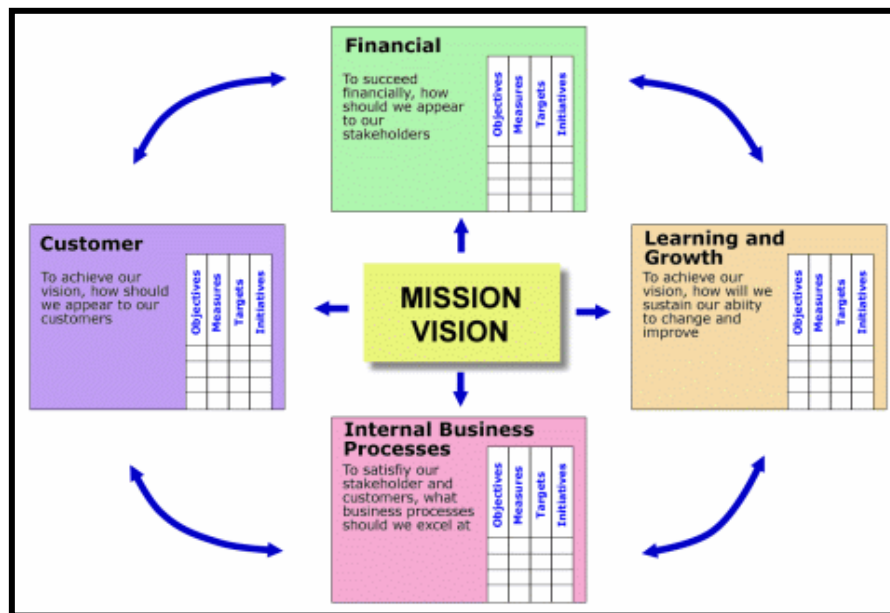 Financial
To succeed
financially, how
should we appear
to our
stakeholders
Objectives
Measures
Targets
Initiatives
Customer
To achieve our
vision, how should
we appear to our
customers
Objectives
Measures
Targets
Initiatives
MISSION
VISION
Learning and
Growth
To achieve our
vision, how will we
sustain our abiity
to change and
improve
Objectives
Measures
Targets
Initiatives
Internal Business
Processes
To satisfiy our
stakeholder and
customers, what
business processes
should we excel at
Objectives
Measures
Targets
Initiatives